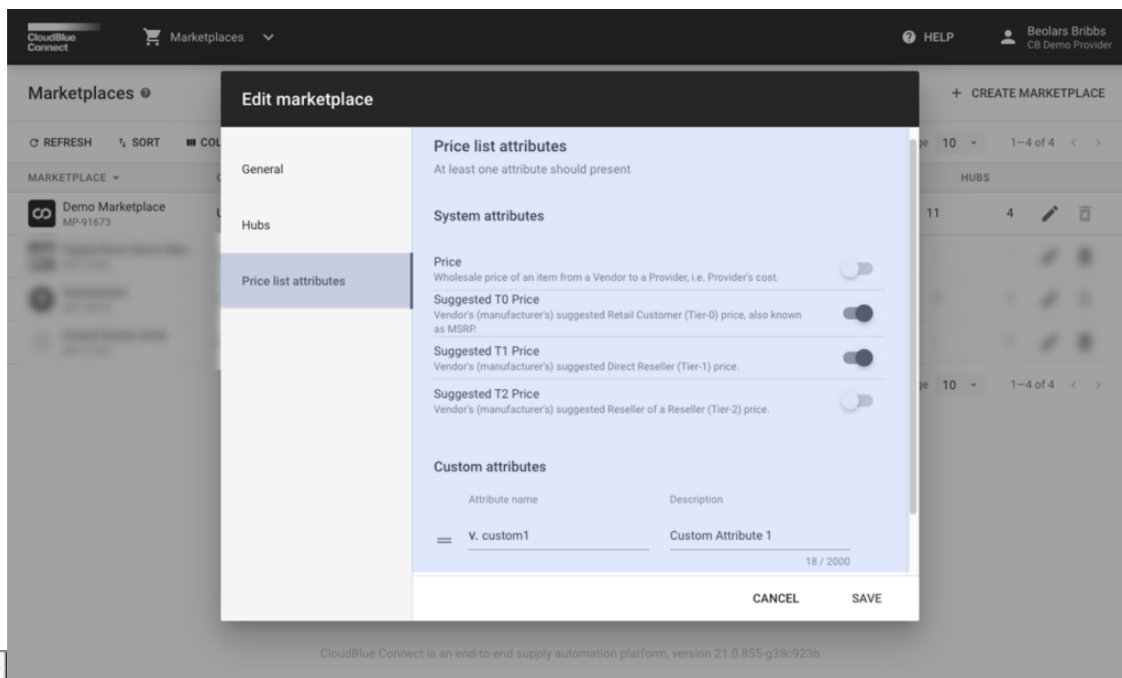 CloudBlue
Connect
Marketplaces
HELP
Beolars Bribbs
CB Demo Provider
Marketplaces
+ CREATE MARKETPLACE
REFRESH
SORT
COL
10
1–4 of 4
MARKETPLACE
HUBS
Demo Marketplace
MP-91673
11
4
10
1–4 of 4
Edit marketplace
General
Hubs
Price list attributes
Price list attributes
At least one attribute should present
System attributes
Price
Wholesale price of an item from a Vendor to a Provider, i.e. Provider's cost.
Suggested T0 Price
Vendor's (manufacturer's) suggested Retail Customer (Tier-0) price, also known
as MSRP.
Suggested T1 Price
Vendor's (manufacturer's) suggested Direct Reseller (Tier-1) price.
Suggested T2 Price
Vendor's (manufacturer's) suggested Reseller of a Reseller (Tier-2) price.
Custom attributes
Attribute name
Description
v. custom1
Custom Attribute 1
18 / 2000
CANCEL
SAVE
CloudBlue Connect is an end-to-end supply automation platform, version 21.0.855-g38c923b